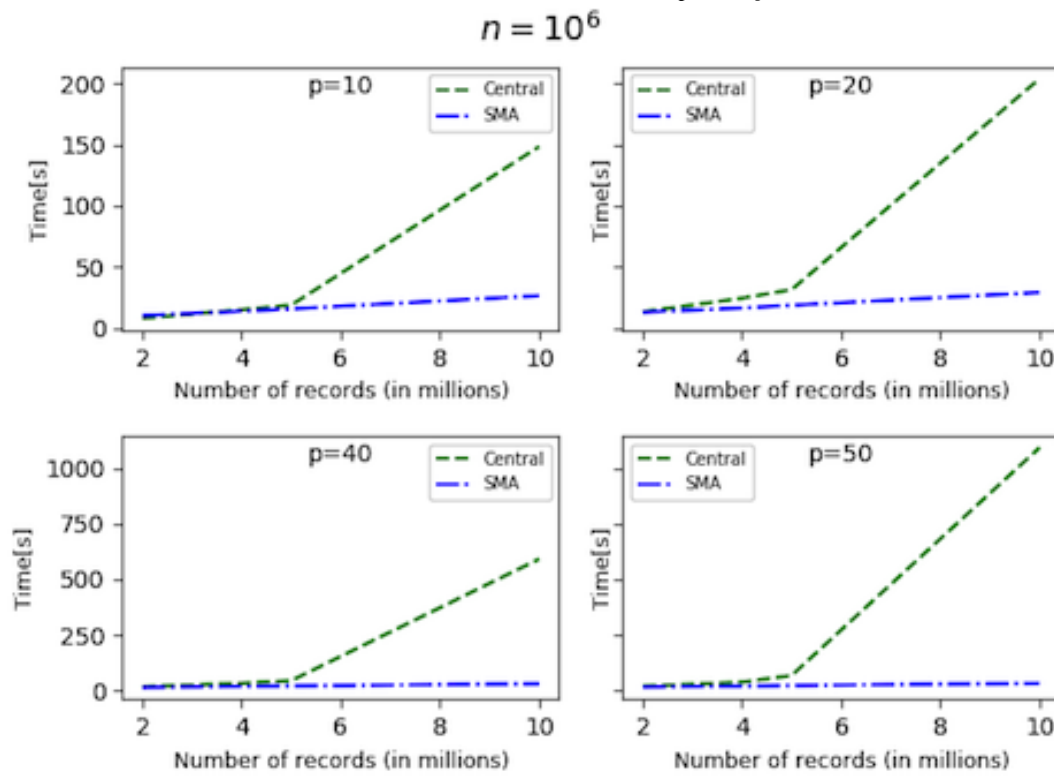 n = 10⁶
p=10
Central
SMA
200
150
100
50
0
Time[s]
2 4 6 8 10
Number of records (in millions)
p=20
Central
SMA
Time[s]
2 4 6 8 10
Number of records (in millions)
p=40
Central
SMA
1000
750
500
250
0
Time[s]
2 4 6 8 10
Number of records (in millions)
p=50
Central
SMA
Time[s]
2 4 6 8 10
Number of records (in millions)